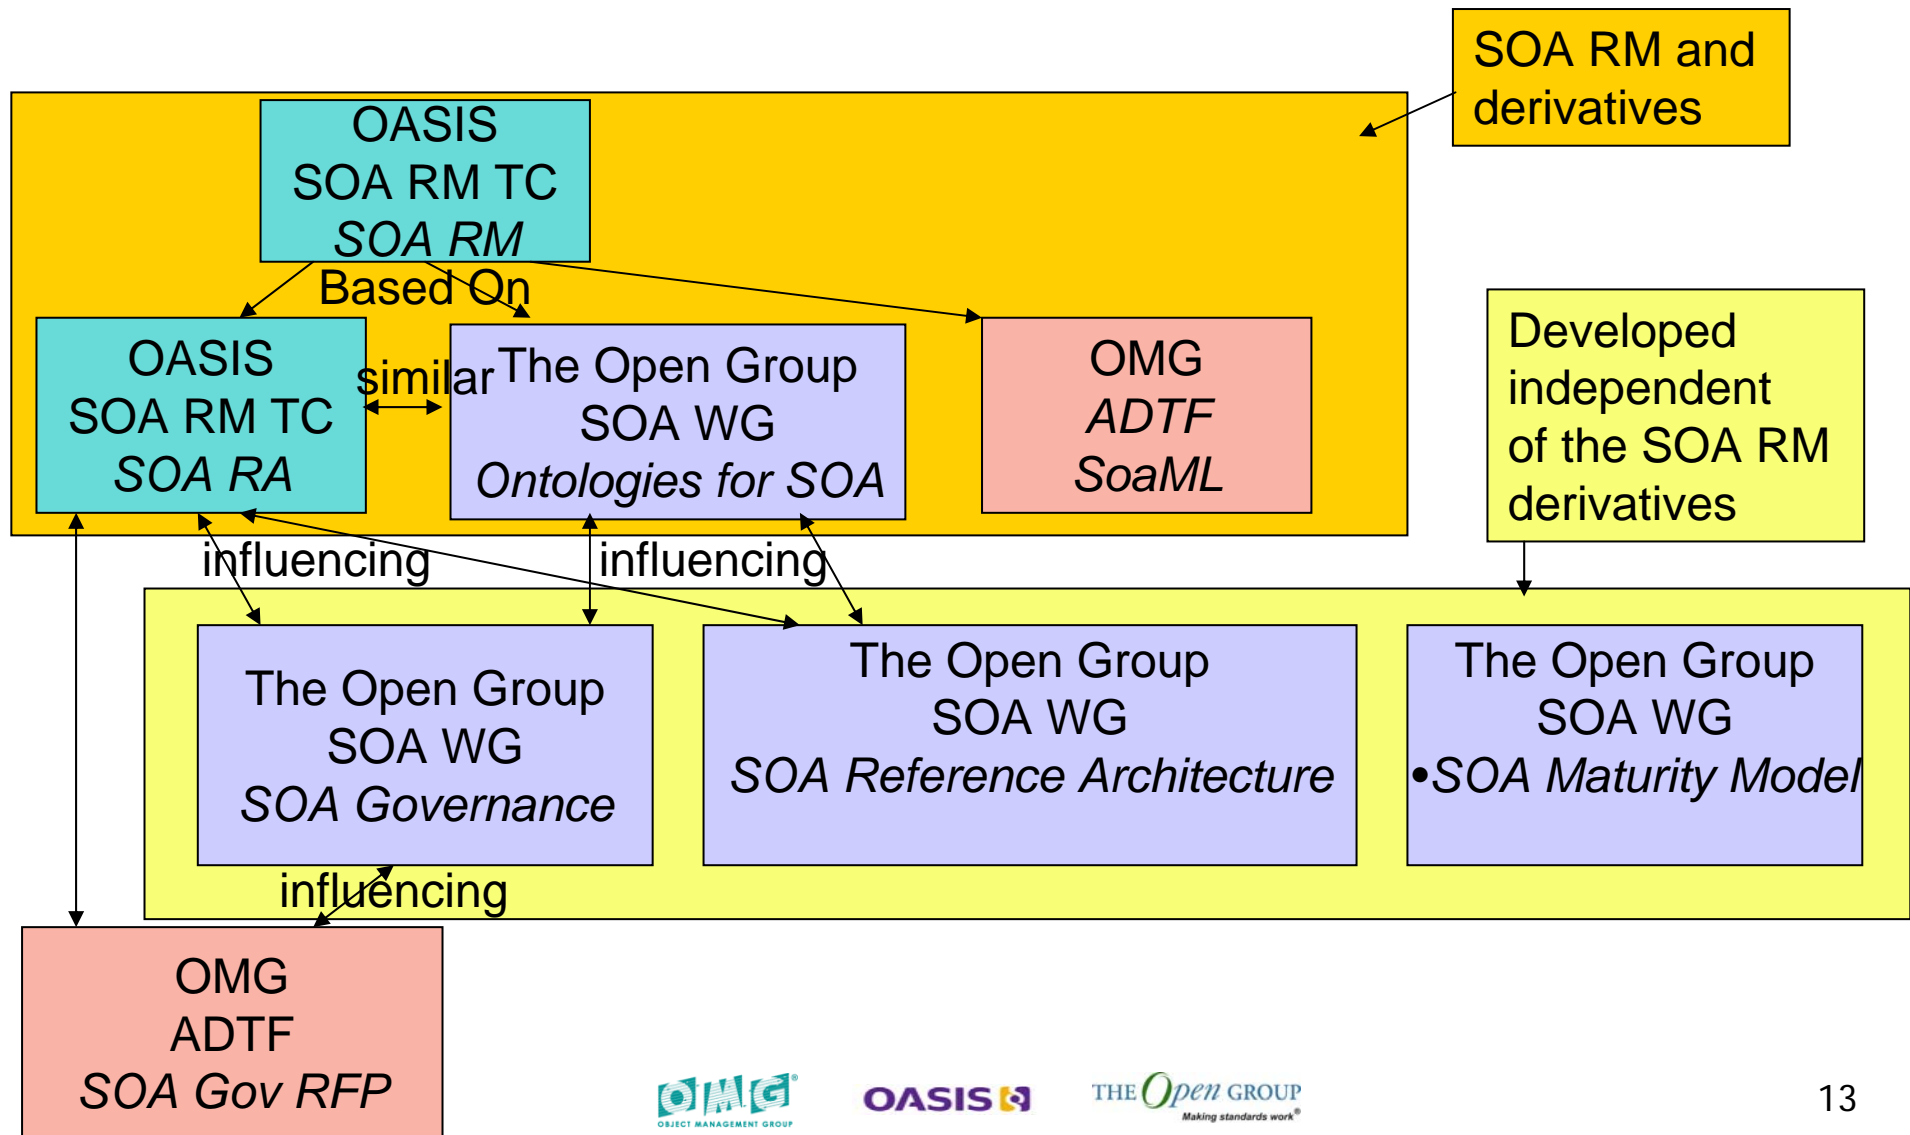 SOA RM and
derivatives
OASIS
SOA RM TC
SOA RM
Based On
OASIS
SOA RM TC
SOA RA
similar
The Open Group
SOA WG
Ontologies for SOA
OMG
ADTF
SoaML
Developed
independent
of the SOA RM
derivatives
influencing
influencing
The Open Group
SOA WG
SOA Governance
The Open Group
SOA WG
SOA Reference Architecture
The Open Group
SOA WG
•SOA Maturity Model
influencing
OMG
ADTF
SOA Gov RFP
OMG®
OBJECT MANAGEMENT GROUP
OASIS
THE Open GROUP
Making standards work®
13